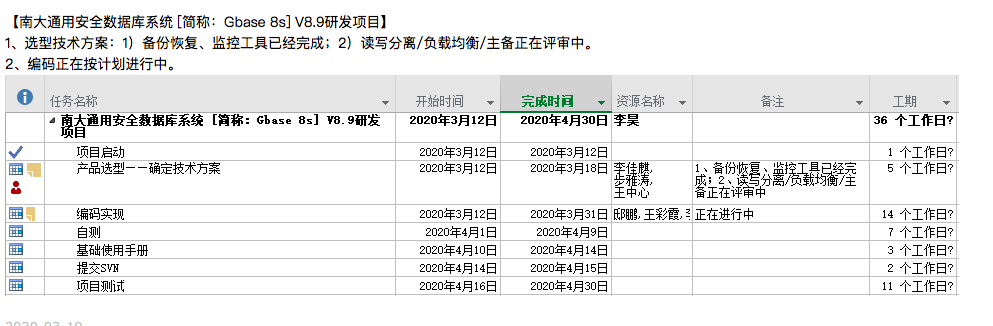 【南大通用安全数据库系统 [简称：Gbase 8s] V8.9研发项目】
1、选型技术方案：1）备份恢复、监控工具已经完成；2）读写分离/负载均衡/主备正在评审中。
2、编码正在按计划进行中。
任务名称 开始时间 完成时间 资源名称 备注 工期
南大通用安全数据库系统 [简称：Gbase 8s] V8.9研发 2020年3月12日 2020年4月30日 李昊 36 个工作日?
项目
项目启动 2020年3月12日 2020年3月12日 1 个工作日?
产品选型——确定技术方案 2020年3月12日 2020年3月18日 李佳麒, 1、备份恢复、监控工具已经完 5 个工作日?
步雅涛, 成；2、读写分离/负载均衡/主
王中心 备正在评审中
编码实现 2020年3月12日 2020年3月31日 邸鹏,王彩霞, 正在进行中 14 个工作日?
自测 2020年4月1日 2020年4月9日 7 个工作日?
基础使用手册 2020年4月10日 2020年4月14日 3 个工作日?
提交SVN 2020年4月14日 2020年4月15日 2 个工作日?
项目测试 2020年4月16日 2020年4月30日 11 个工作日?